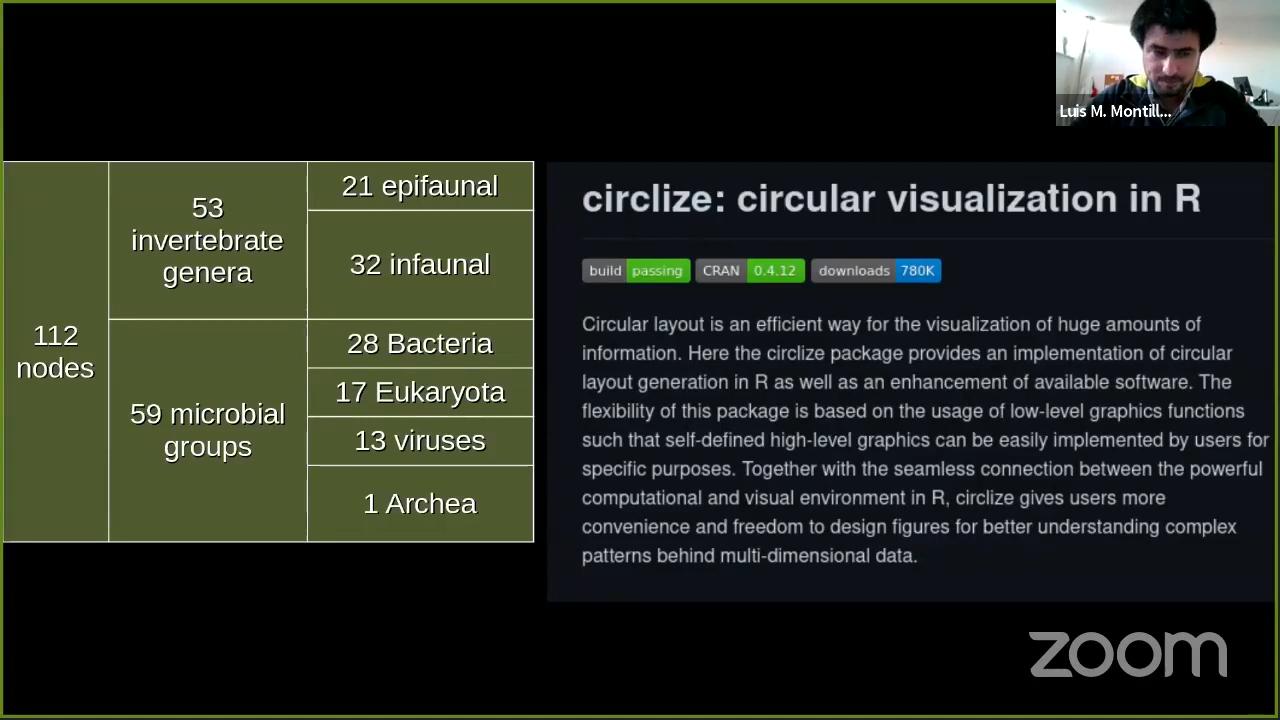 Luis M. Montill...
112
nodes
53
invertebrate
genera
21 epifaunal
32 infaunal
59 microbial
groups
28 Bacteria
17 Eukaryota
13 viruses
1 Archea
circlize: circular visualization in R
build passing CRAN 0.4.12 downloads 780K
Circular layout is an efficient way for the visualization of huge amounts of
information. Here the circlize package provides an implementation of circular
layout generation in R as well as an enhancement of available software. The
flexibility of this package is based on the usage of low-level graphics functions
such that self-defined high-level graphics can be easily implemented by users for
specific purposes. Together with the seamless connection between the powerful
computational and visual environment in R, circlize gives users more
convenience and freedom to design figures for better understanding complex
patterns behind multi-dimensional data.
zoom